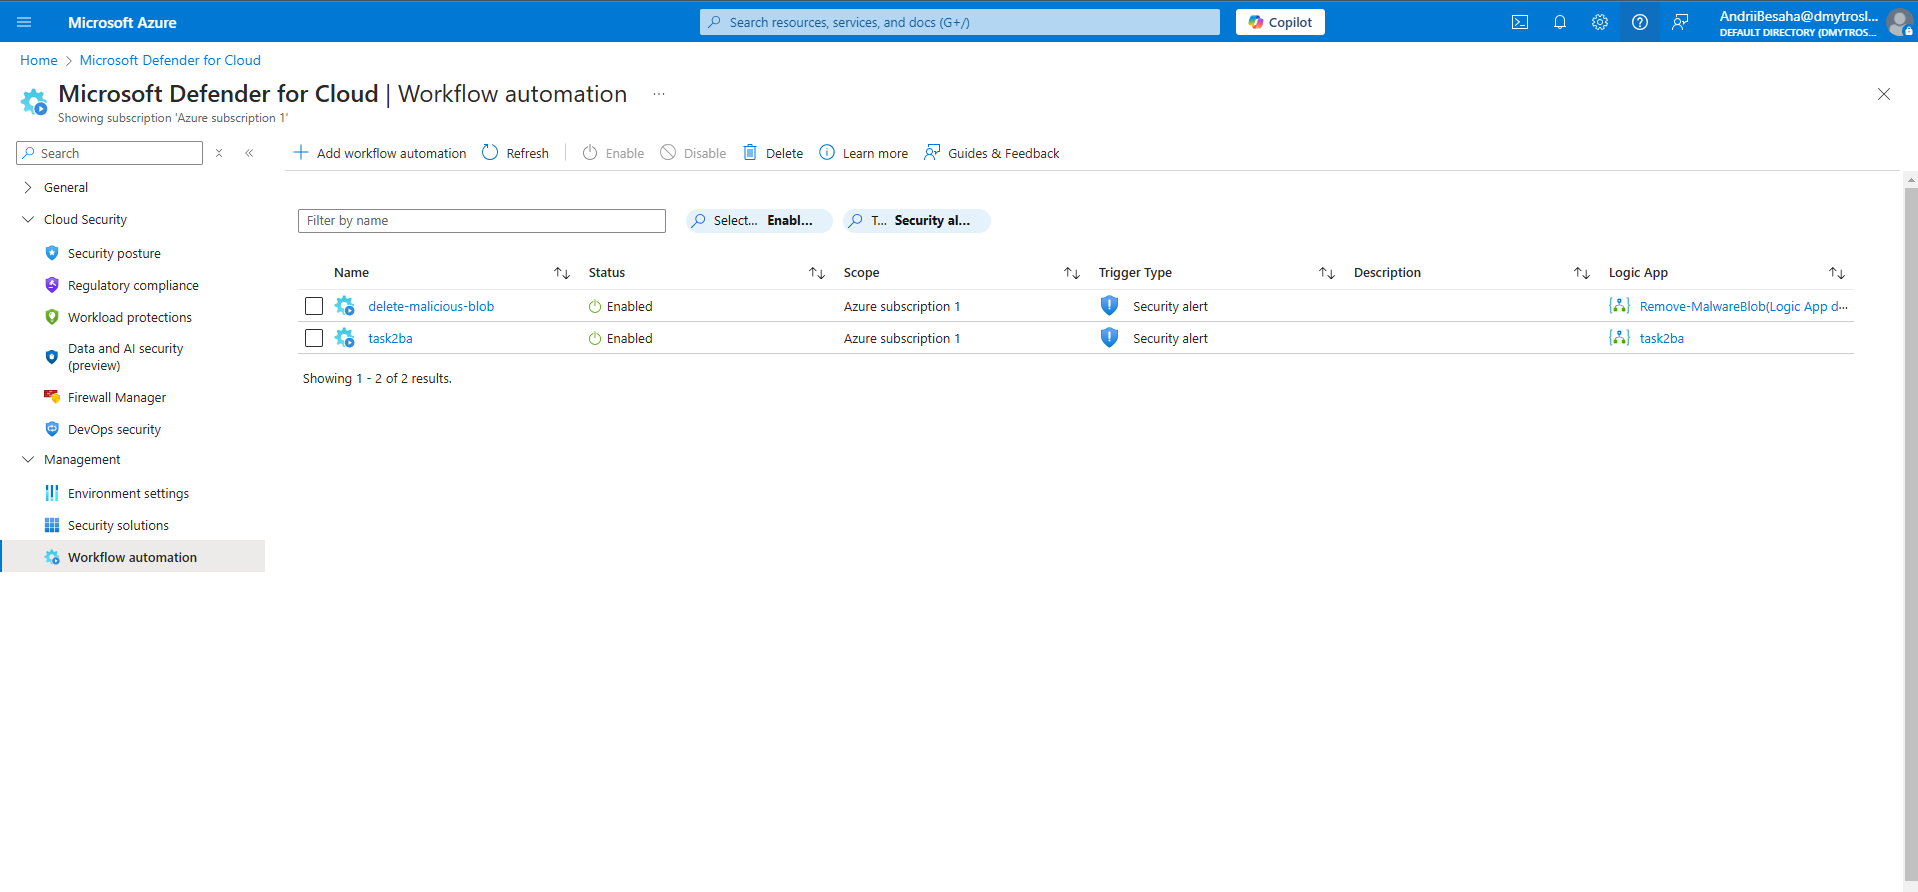 Microsoft Azure
Search resources, services, and docs (G+/)
Copilot
AndriiBesaha@dmytrosl...
DEFAULT DIRECTORY (DMYTROS...
Home > Microsoft Defender for Cloud
Microsoft Defender for Cloud | Workflow automation ...
Showing subscription 'Azure subscription 1'
Search
Add workflow automation Refresh Enable Disable Delete Learn more Guides & Feedback
General
Cloud Security
Security posture
Regulatory compliance
Workload protections
Data and AI security
(preview)
Firewall Manager
DevOps security
Management
Environment settings
Security solutions
Workflow automation
Filter by name
Select... Enabl...
T... Security al...
Name Status Scope Trigger Type Description Logic App
delete-malicious-blob Enabled Azure subscription 1 Security alert Remove-MalwareBlob(Logic App d...
task2ba Enabled Azure subscription 1 Security alert task2ba
Showing 1 - 2 of 2 results.